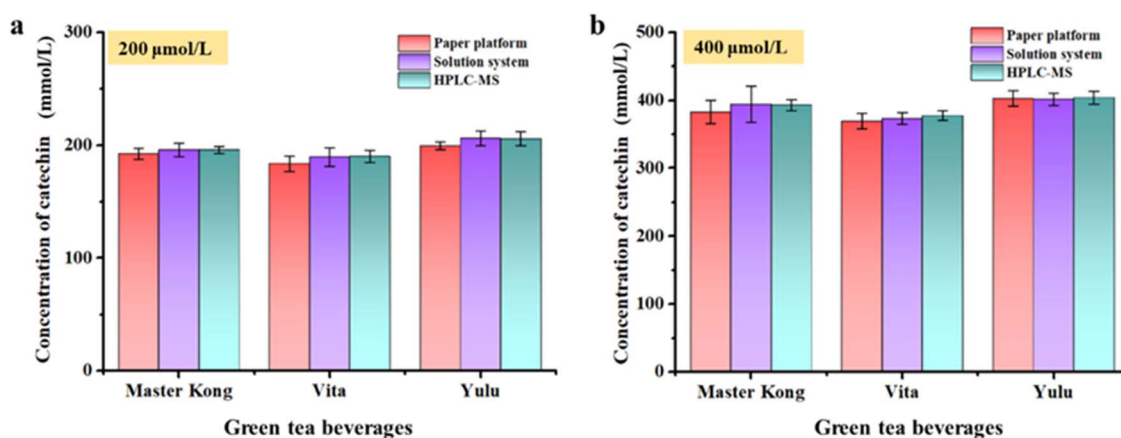 a
200 μmol/L
Paper platform
Solution system
HPLC-MS
Concentration of catechin (mmol/L)
300
200
100
0
Master Kong Vita Yulu
Green tea beverages
b
400 μmol/L
Paper platform
Solution system
HPLC-MS
Concentration of catechin (mmol/L)
500
400
300
200
100
0
Master Kong Vita Yulu
Green tea beverages